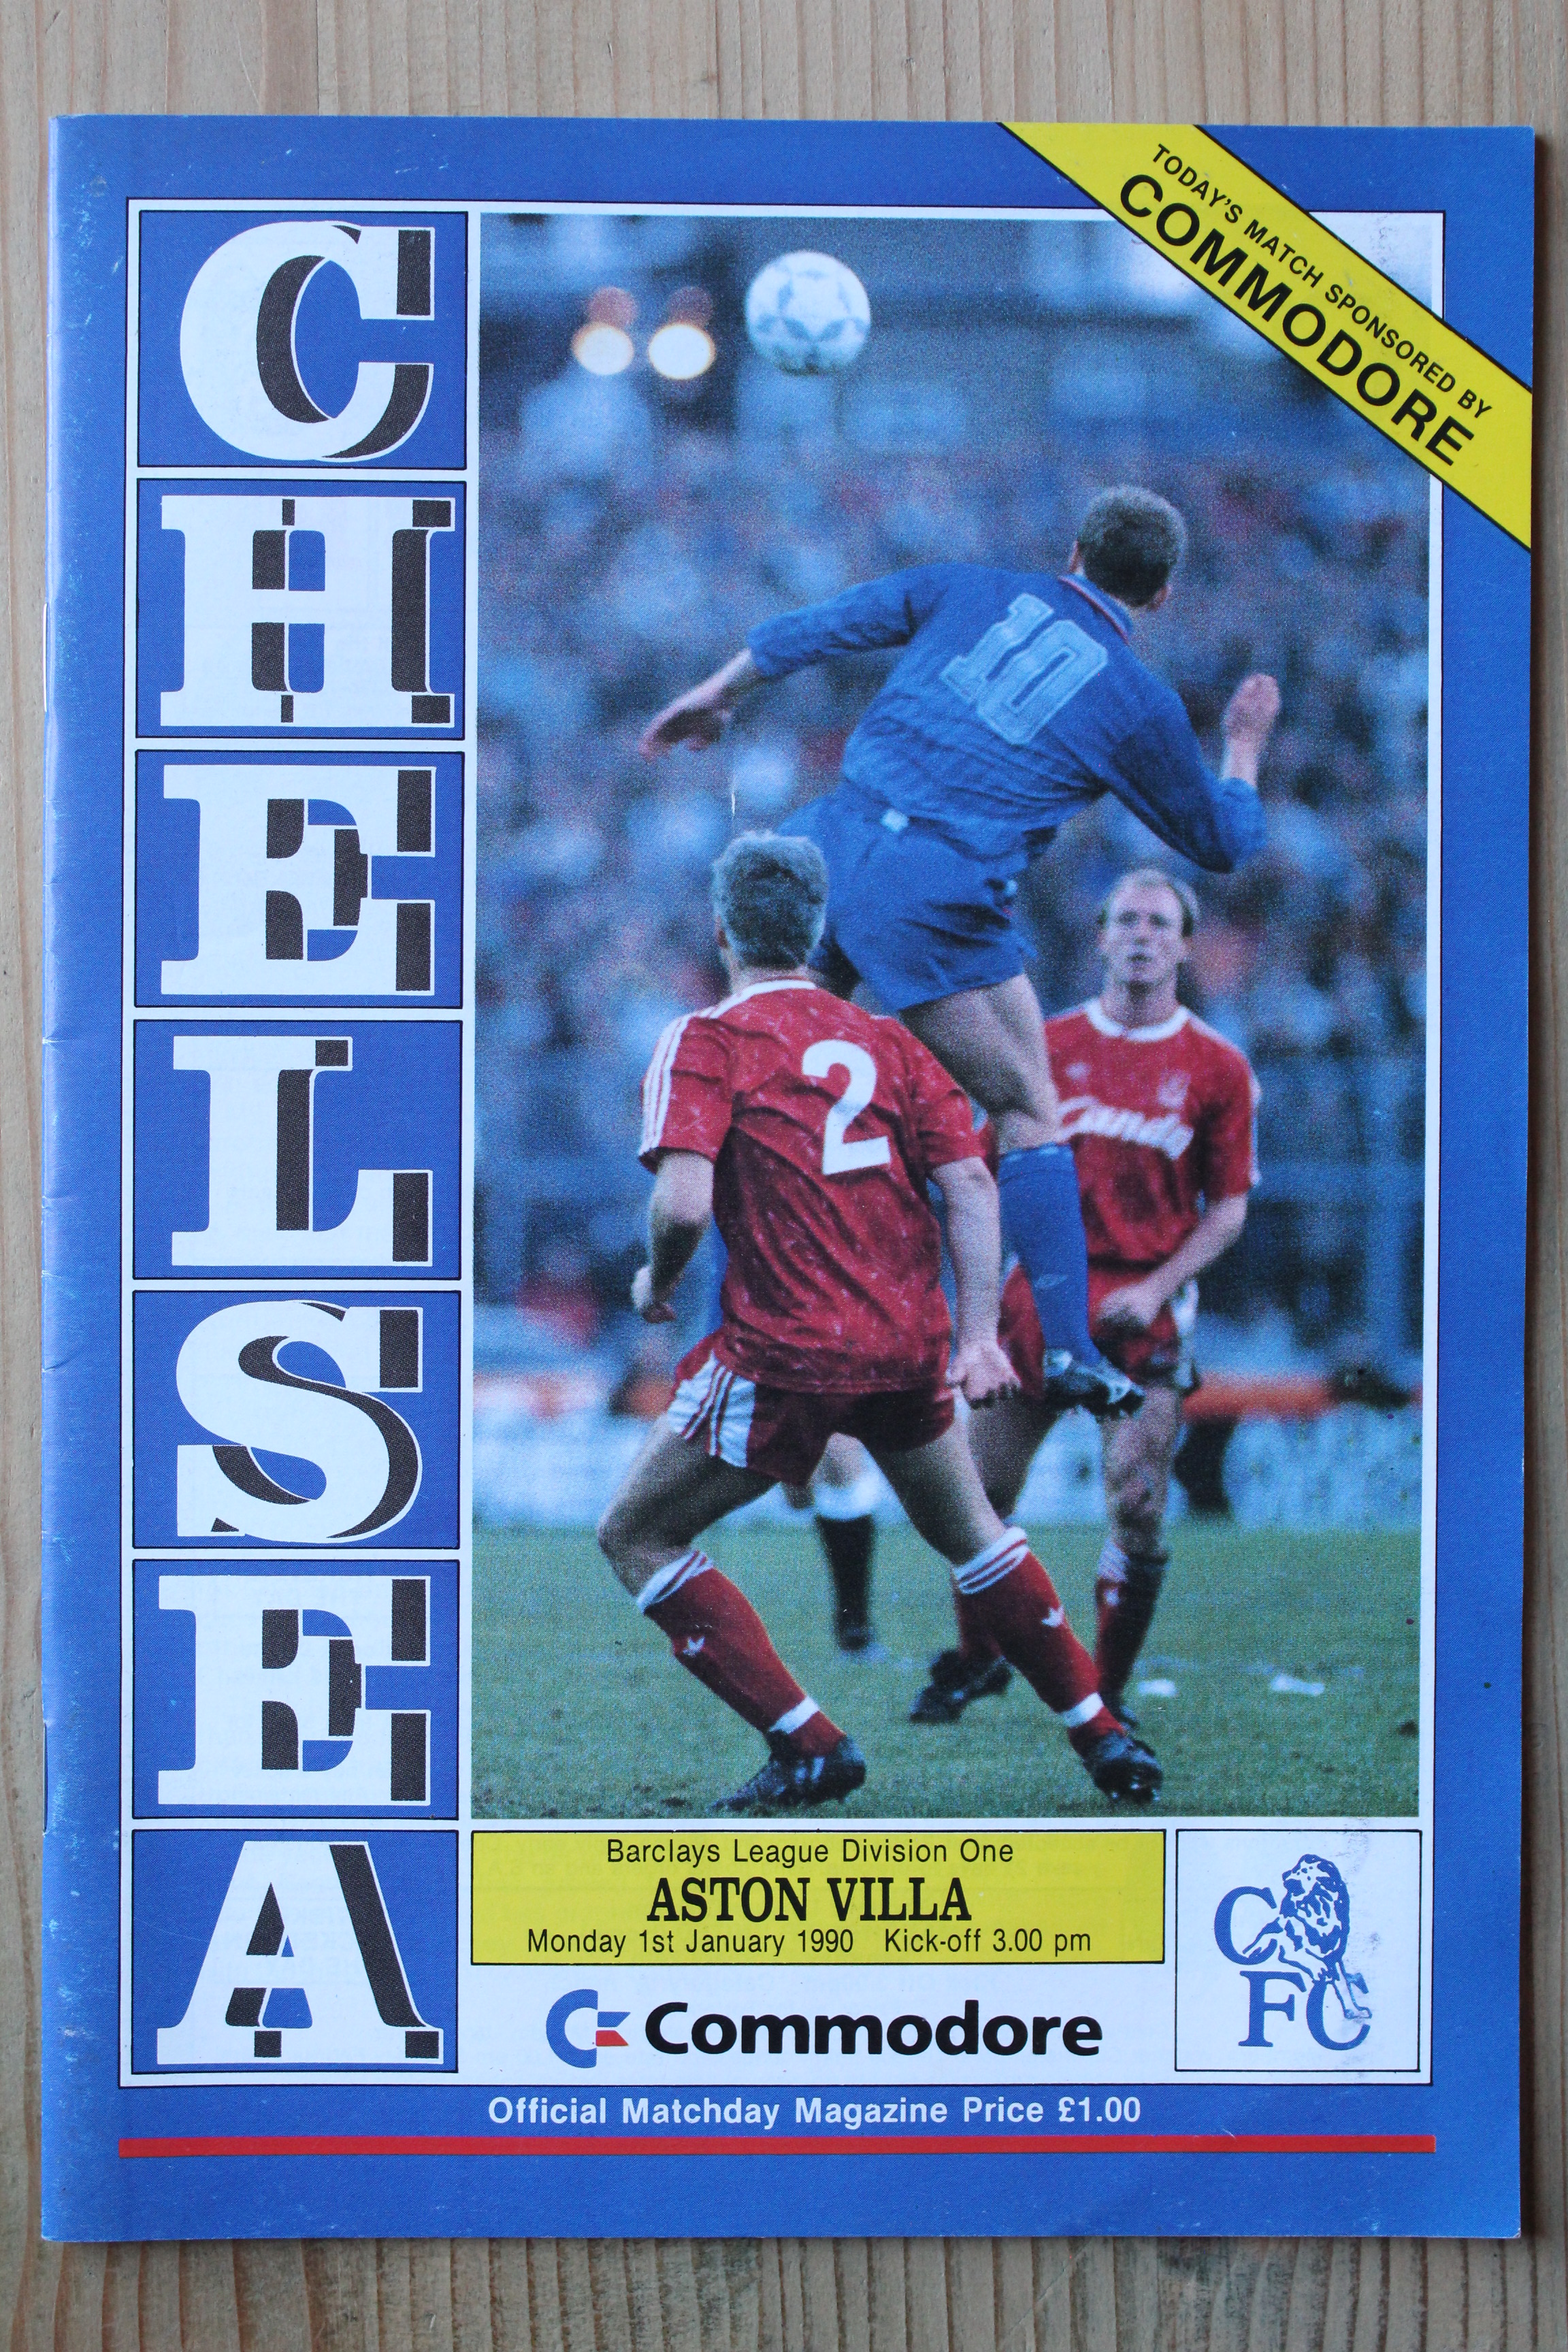 TODAY'S MATCH SPONSORED BY
COMMODORE
CHELSEA
10
2
Candy
Barclays League Division One
ASTON VILLA
Monday 1st January 1990 Kick-off 3.00 pm
Commodore
CFC
Official Matchday Magazine Price £1.00